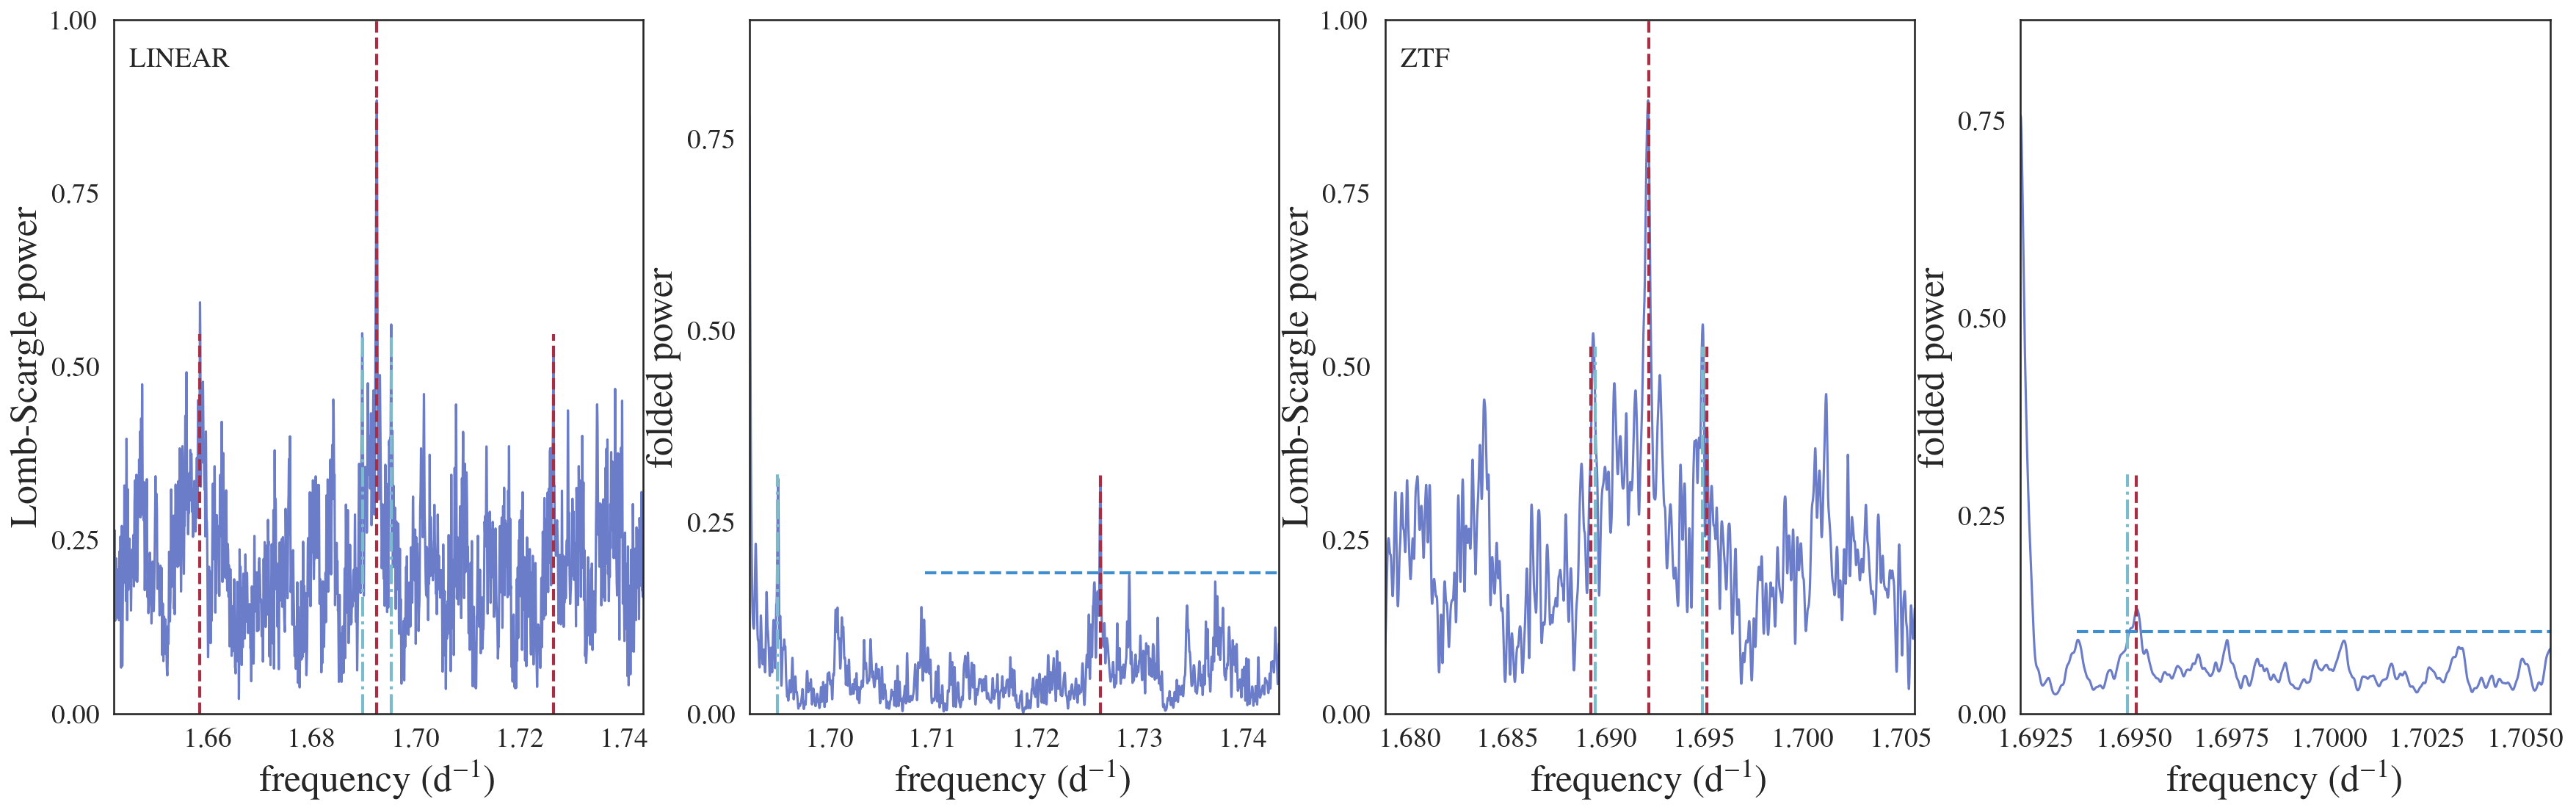 LINEAR
Lomb-Scargle power
1.00
0.75
0.50
0.25
0.00
1.66 1.68 1.70 1.72 1.74
frequency (d⁻¹)
folded power
0.75
0.50
0.25
0.00
1.70 1.71 1.72 1.73 1.74
frequency (d⁻¹)
ZTF
Lomb-Scargle power
1.00
0.75
0.50
0.25
0.00
1.680 1.685 1.690 1.695 1.700 1.705
frequency (d⁻¹)
folded power
0.75
0.50
0.25
0.00
1.6925 1.6950 1.6975 1.7000 1.7025 1.7050
frequency (d⁻¹)